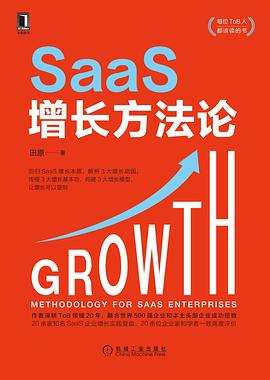 每位ToB人
都该读的书
SaaS
增长方法论
田原 著
回归SaaS增长本质，解析3大增长动因，
传授3大增长基本功，构建3大增长模型，
让增长可以复制
GROWTH
METHODOLOGY FOR SAAS ENTERPRISES
作者深耕ToB领域20年，融合世界500强企业和本土头部企业成功经验
20余家知名SaaS企业增长实践复盘，20余位企业家和学者一致高度评价
机械工业出版社
China Machine Press